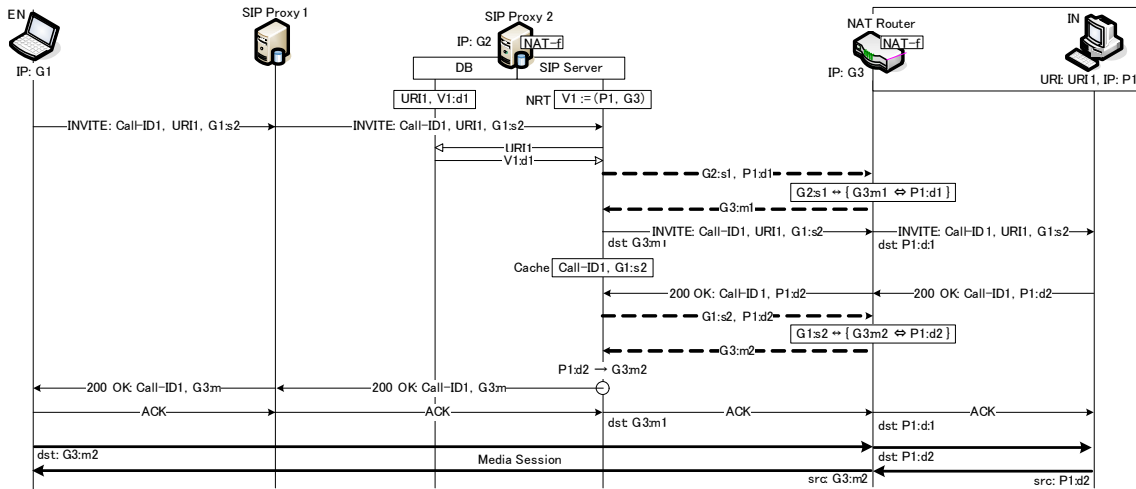 EN
SIP Proxy 1
SIP Proxy 2
NAT Router
IN
IP: G2
NAT-f
NAT-f
IP: G1
DB
SIP Server
IP: G3
URI: URI1, IP: P1
URI1, V1:d1
NRT
V1 := (P1, G3)
INVITE: Call-ID1, URI1, G1:s2
INVITE: Call-ID1, URI1, G1:s2
URI1
V1:d1
G2:s1, P1:d1
G2:s1 ↔ { G3:m1 ⇔ P1:d1 }
G3:m1
INVITE: Call-ID1, URI1, G1:s2
INVITE: Call-ID1, URI1, G1:s2
dst: G3:m1
dst: P1:d:1
Cache
Call-ID1, G1:s2
200 OK: Call-ID1, P1:d2
200 OK: Call-ID1, P1:d2
G1:s2, P1:d2
G1:s2 ↔ { G3:m2 ⇔ P1:d2 }
G3:m2
P1:d2 → G3:m2
200 OK: Call-ID1, G3:m
200 OK: Call-ID1, G3:m
ACK
ACK
ACK
ACK
dst: G3:m1
dst: P1:d:1
dst: G3:m2
Media Session
dst: P1:d2
src: G3:m2
src: P1:d2